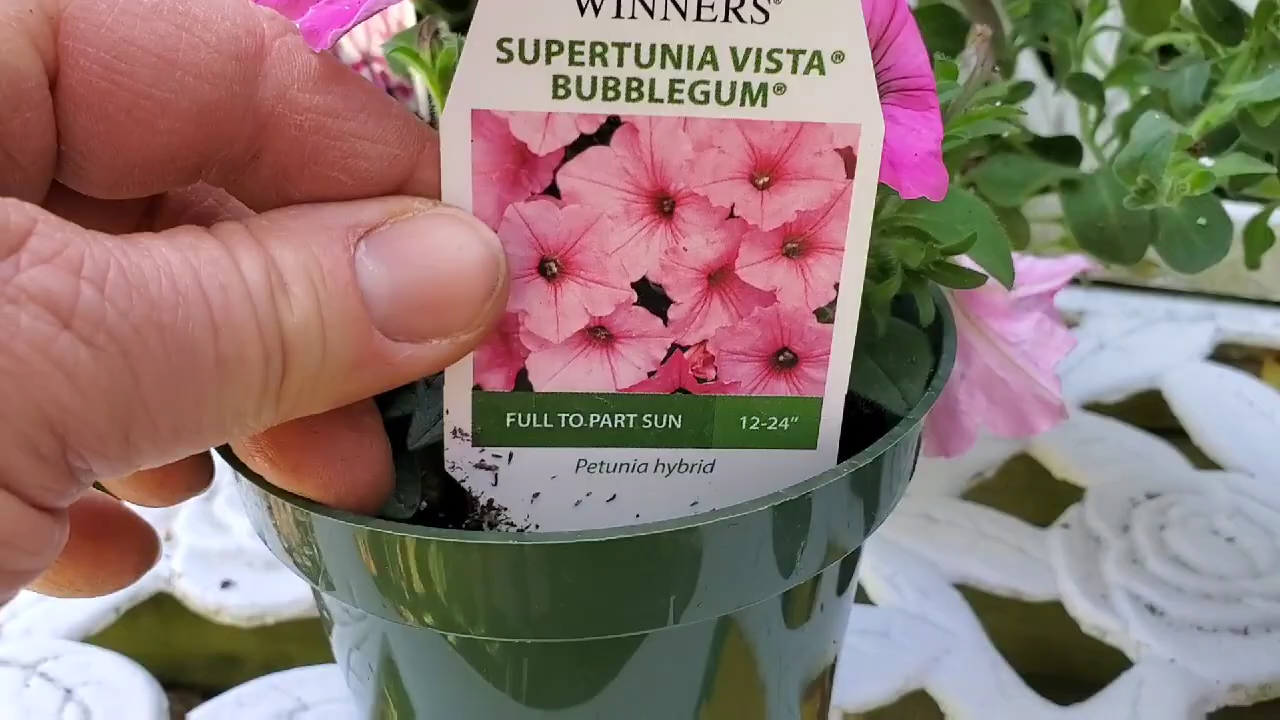 WINNERS®
SUPERTUNIA VISTA®
BUBBLEGUM®
FULL TO PART SUN 12-24"
Petunia hybrid